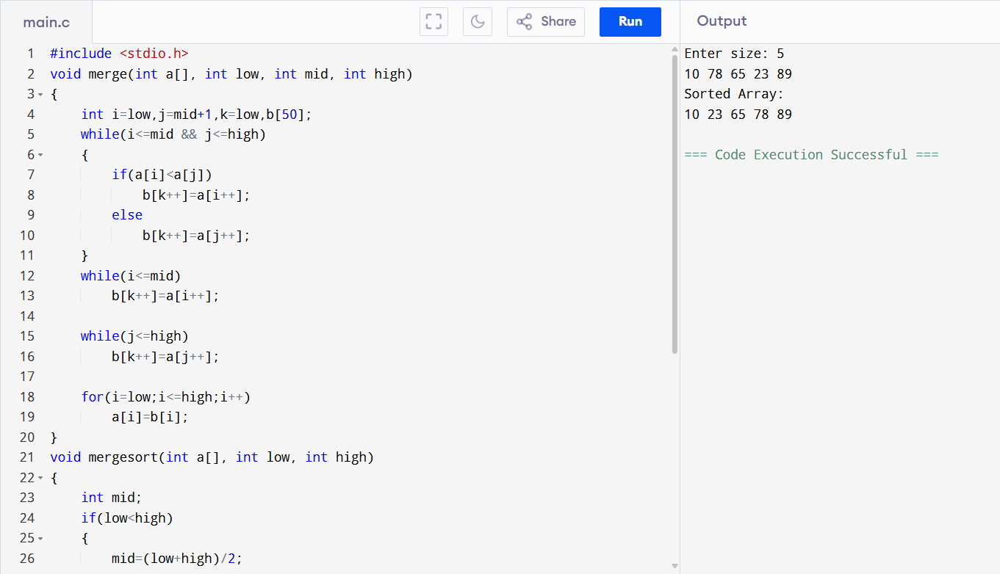 main.c
Share
Run
Output
1 #include <stdio.h>
2 void merge(int a[], int low, int mid, int high)
3 {
4     int i=low,j=mid+1,k=low,b[50];
5     while(i<=mid && j<=high)
6     {
7         if(a[i]<a[j])
8             b[k++]=a[i++];
9         else
10             b[k++]=a[j++];
11     }
12     while(i<=mid)
13         b[k++]=a[i++];
14
15     while(j<=high)
16         b[k++]=a[j++];
17
18     for(i=low;i<=high;i++)
19         a[i]=b[i];
20 }
21 void mergesort(int a[], int low, int high)
22 {
23     int mid;
24     if(low<high)
25     {
26         mid=(low+high)/2;
Enter size: 5
10 78 65 23 89
Sorted Array:
10 23 65 78 89
=== Code Execution Successful ===